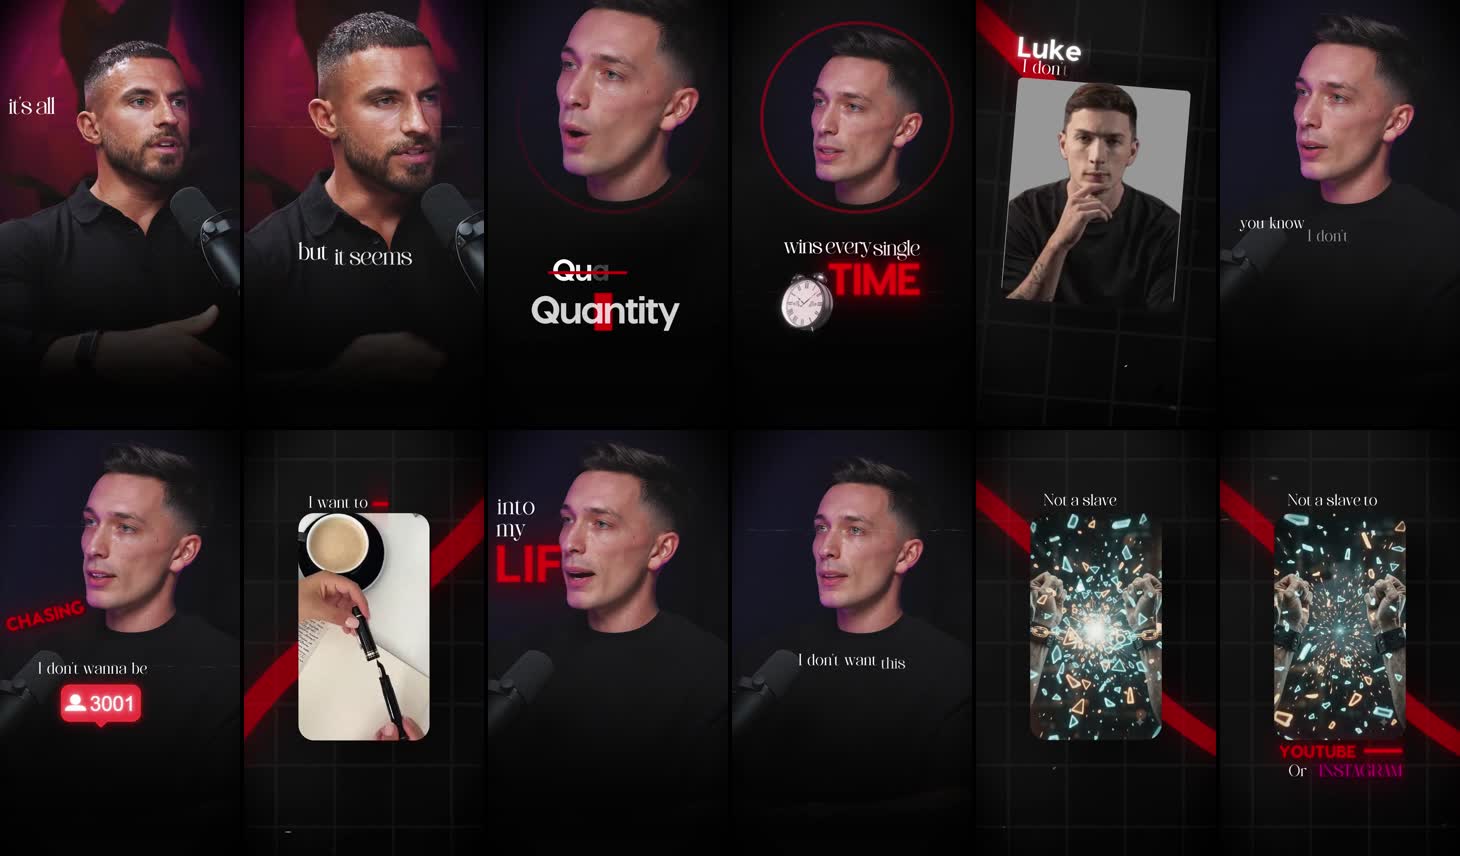 it's all
but it seems
Qua
Quantity
wins every single
TIME
Luke
I don't
you know
I don't
CHASING
I don't wanna be
3001
I want to
into
my
LIF
I don't want this
Not a slave
Not a slave to
YOUTUBE
Or INSTAGRAM